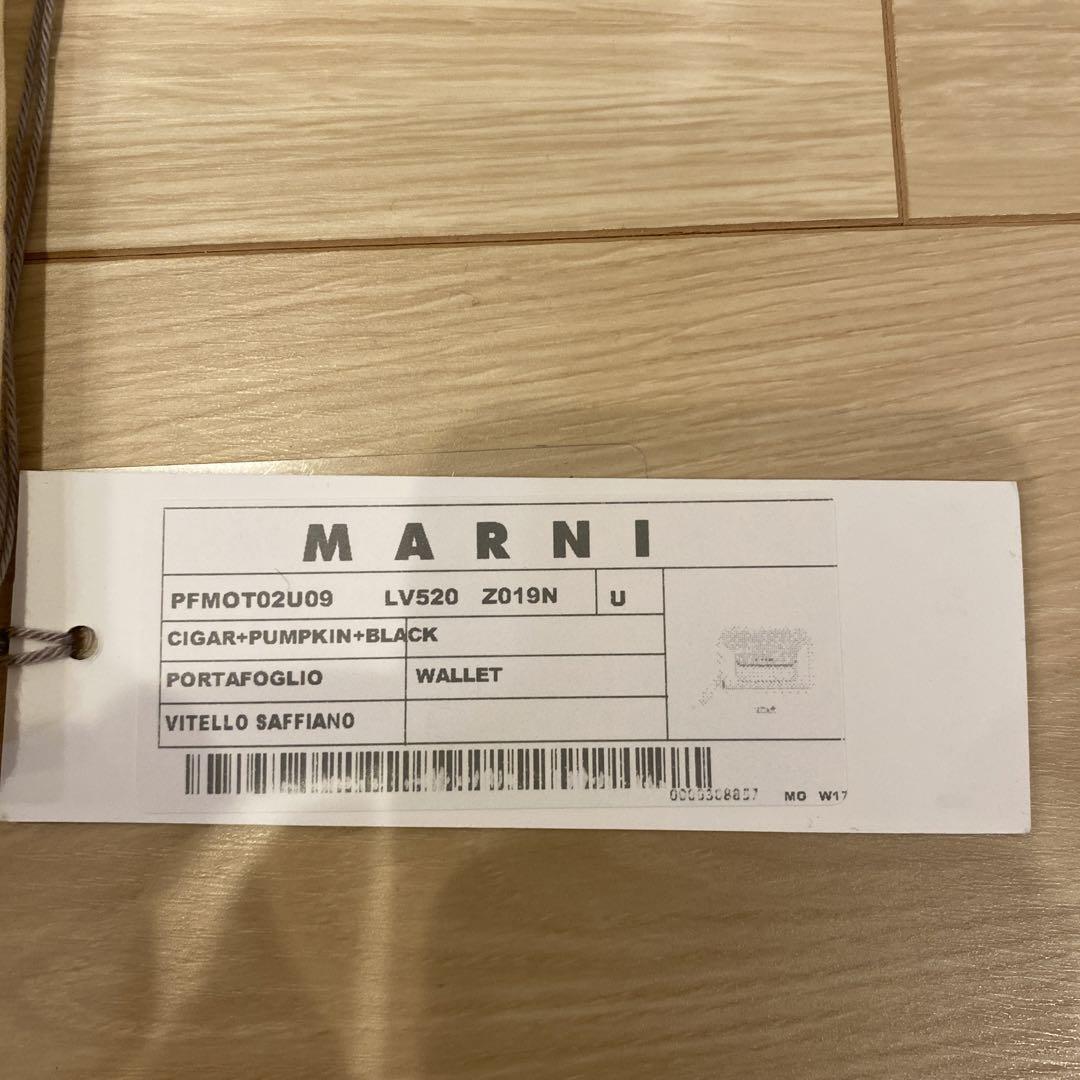 MARNI
PFMOT02U09 LV520 Z019N U
CIGAR+PUMPKIN+BLACK
PORTAFOGLIO WALLET
VITELLO SAFFIANO
MO W17